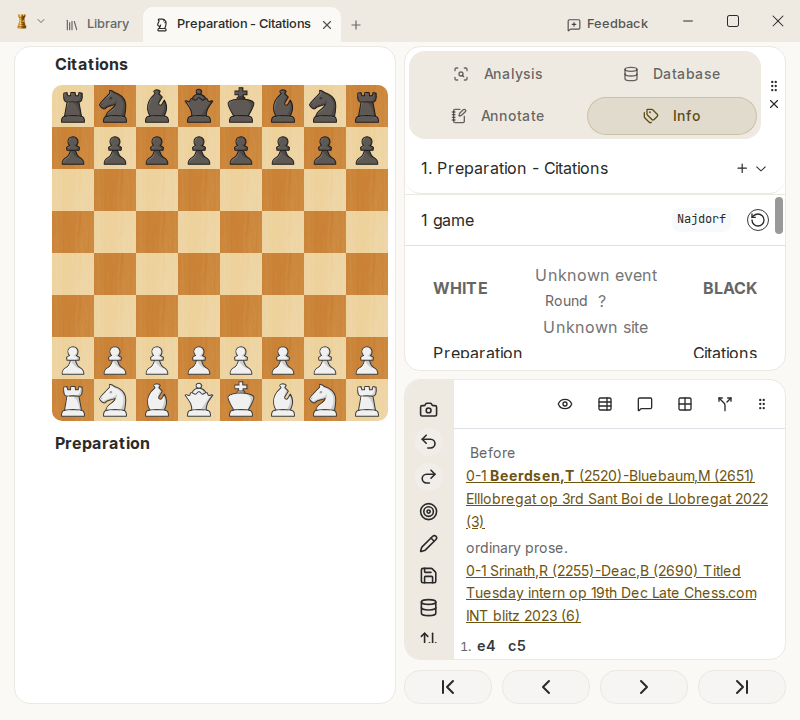 Library
Preparation - Citations
Feedback
Citations
Preparation
Analysis
Database
Annotate
Info
1. Preparation - Citations
1 game
Najdorf
WHITE
Unknown event
Round ?
Unknown site
BLACK
Preparation
Citations
Before
0-1 Beerdsen,T (2520)-Bluebaum,M (2651)
Elllobregat op 3rd Sant Boi de Llobregat 2022
(3)
ordinary prose.
0-1 Srinath,R (2255)-Deac,B (2690) Titled
Tuesday intern op 19th Dec Late Chess.com
INT blitz 2023 (6)
1. e4 c5